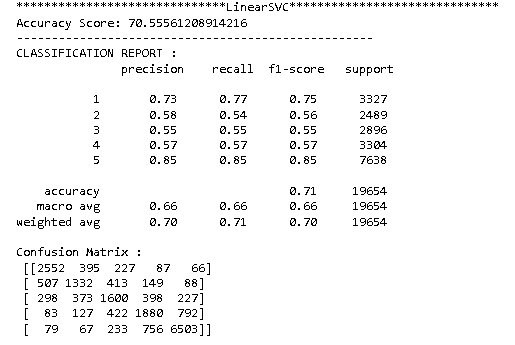 ******************************LinearSVC******************************
Accuracy Score: 70.55561208914216
---------------------------------------------------
CLASSIFICATION REPORT :
precision recall f1-score support
1 0.73 0.77 0.75 3327
2 0.58 0.54 0.56 2489
3 0.55 0.55 0.55 2896
4 0.57 0.57 0.57 3304
5 0.85 0.85 0.85 7638
accuracy 0.71 19654
macro avg 0.66 0.66 0.66 19654
weighted avg 0.70 0.71 0.70 19654
Confusion Matrix :
[[2552 395 227 87 66]
[ 507 1332 413 149 88]
[ 298 373 1600 398 227]
[ 83 127 422 1880 792]
[ 79 67 233 756 6503]]